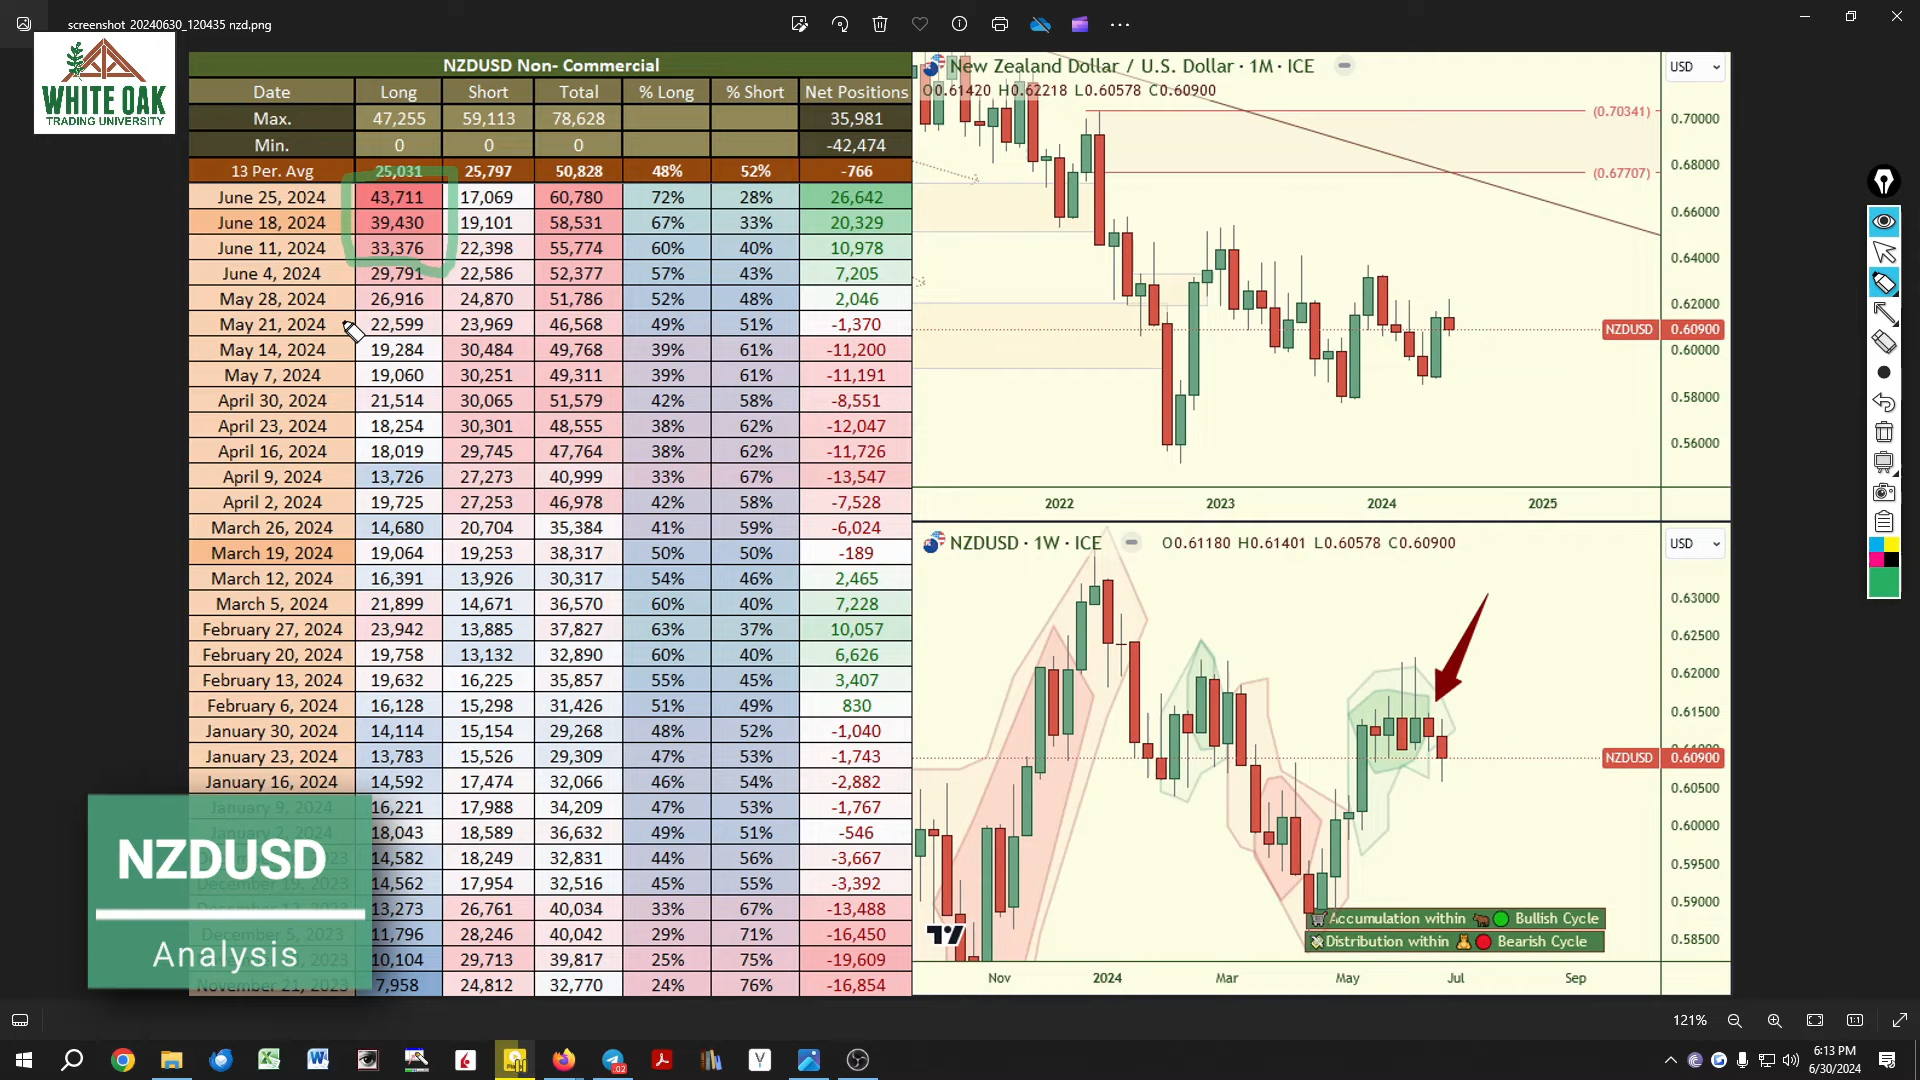 screenshot 20240630_120435 nzd.png
WHITE OAK
TRADING UNIVERSITY
NZDUSD Non- Commercial
Date Long Short Total % Long % Short Net Positions
Max. 47,255 59,113 78,628 35,981
Min. 0 0 0 -42,474
13 Per. Avg 25,031 25,797 50,828 48% 52% -766
June 25, 2024 43,711 17,069 60,780 72% 28% 26,642
June 18, 2024 39,430 19,101 58,531 67% 33% 20,329
June 11, 2024 33,376 22,398 55,774 60% 40% 10,978
June 4, 2024 29,791 22,586 52,377 57% 43% 7,205
May 28, 2024 26,916 24,870 51,786 52% 48% 2,046
May 21, 2024 22,599 23,969 46,568 49% 51% -1,370
May 14, 2024 19,284 30,484 49,768 39% 61% -11,200
May 7, 2024 19,060 30,251 49,311 39% 61% -11,191
April 30, 2024 21,514 30,065 51,579 42% 58% -8,551
April 23, 2024 18,254 30,301 48,555 38% 62% -12,047
April 16, 2024 18,019 29,745 47,764 38% 62% -11,726
April 9, 2024 13,726 27,273 40,999 33% 67% -13,547
April 2, 2024 19,725 27,253 46,978 42% 58% -7,528
March 26, 2024 14,680 20,704 35,384 41% 59% -6,024
March 19, 2024 19,064 19,253 38,317 50% 50% -189
March 12, 2024 16,391 13,926 30,317 54% 46% 2,465
March 5, 2024 21,899 14,671 36,570 60% 40% 7,228
February 27, 2024 23,942 13,885 37,827 63% 37% 10,057
February 20, 2024 19,758 13,132 32,890 60% 40% 6,626
February 13, 2024 19,632 16,225 35,857 55% 45% 3,407
February 6, 2024 16,128 15,298 31,426 51% 49% 830
January 30, 2024 14,114 15,154 29,268 48% 52% -1,040
January 23, 2024 13,783 15,526 29,309 47% 53% -1,743
January 16, 2024 14,592 17,474 32,066 46% 54% -2,882
January 9, 2024 16,221 17,988 34,209 47% 53% -1,767
January 2, 2024 18,043 18,589 36,632 49% 51% -546
14,582 18,249 32,831 44% 56% -3,667
December 19, 2023 14,562 17,954 32,516 45% 55% -3,392
13,273 26,761 40,034 33% 67% -13,488
December 5, 2023 11,796 28,246 40,042 29% 71% -16,450
10,104 29,713 39,817 25% 75% -19,609
November 21, 2023 7,958 24,812 32,770 24% 76% -16,854
NZDUSD
Analysis
New Zealand Dollar / U.S. Dollar · 1M · ICE
O0.61420 H0.62218 L0.60578 C0.60900
USD
(0.70341)
(0.67707)
0.70000
0.68000
0.66000
0.64000
0.62000
NZDUSD 0.60900
0.60000
0.58000
0.56000
2022 2023 2024 2025
NZDUSD · 1W · ICE O0.61180 H0.61401 L0.60578 C0.60900
USD
0.63000
0.62500
0.62000
0.61500
NZDUSD 0.60900
0.60500
0.60000
0.59500
0.59000
0.58500
Accumulation within Bullish Cycle
Distribution within Bearish Cycle
Nov 2024 Mar May Jul Sep
121%
6:13 PM
6/30/2024